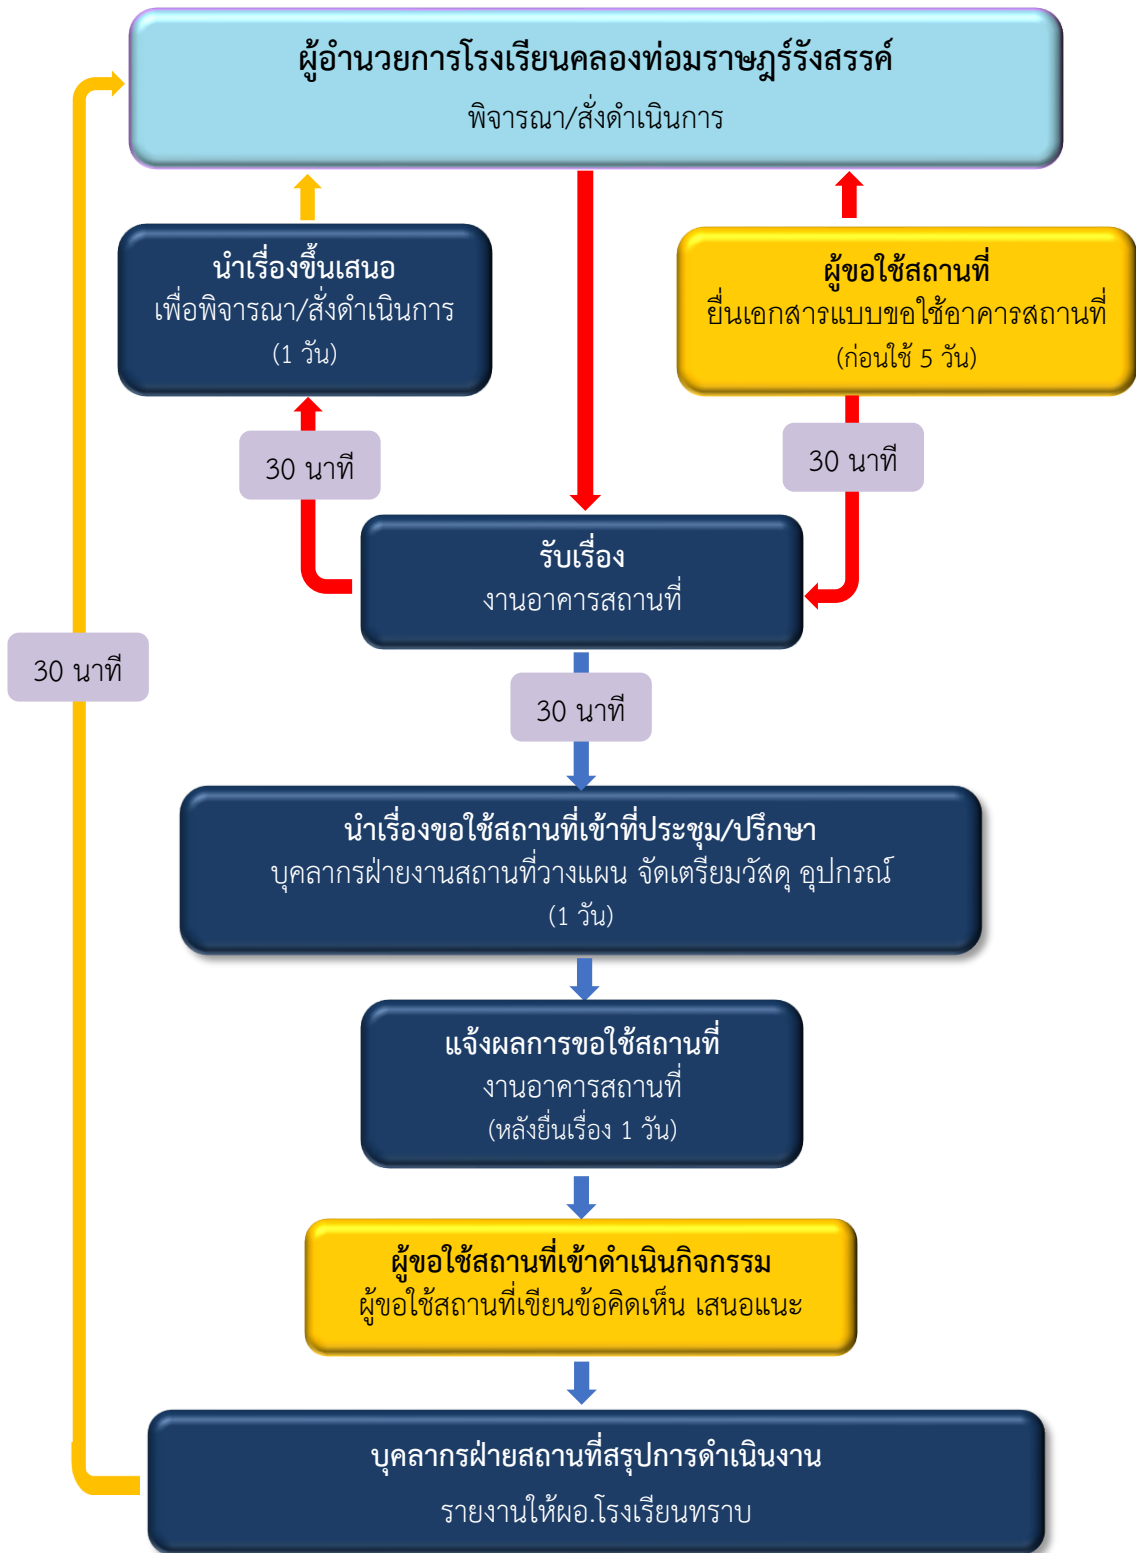 ผู้อำนวยการโรงเรียนคลองท่อมราษฎร์รังสรรค์
พิจารณา/สั่งดำเนินการ
นำเรื่องขึ้นเสนอ
เพื่อพิจารณา/สั่งดำเนินการ
(1 วัน)
ผู้ขอใช้สถานที่
ยื่นเอกสารแบบขอใช้อาคารสถานที่
(ก่อนใช้ 5 วัน)
30 นาที
30 นาที
รับเรื่อง
งานอาคารสถานที่
30 นาที
30 นาที
นำเรื่องขอใช้สถานที่เข้าที่ประชุม/ปรึกษา
บุคลากรฝ่ายงานสถานที่วางแผน จัดเตรียมวัสดุ อุปกรณ์
(1 วัน)
แจ้งผลการขอใช้สถานที่
งานอาคารสถานที่
(หลังยื่นเรื่อง 1 วัน)
ผู้ขอใช้สถานที่เข้าดำเนินกิจกรรม
ผู้ขอใช้สถานที่เขียนข้อคิดเห็น เสนอแนะ
บุคลากรฝ่ายสถานที่สรุปการดำเนินงาน
รายงานให้ผอ.โรงเรียนทราบ